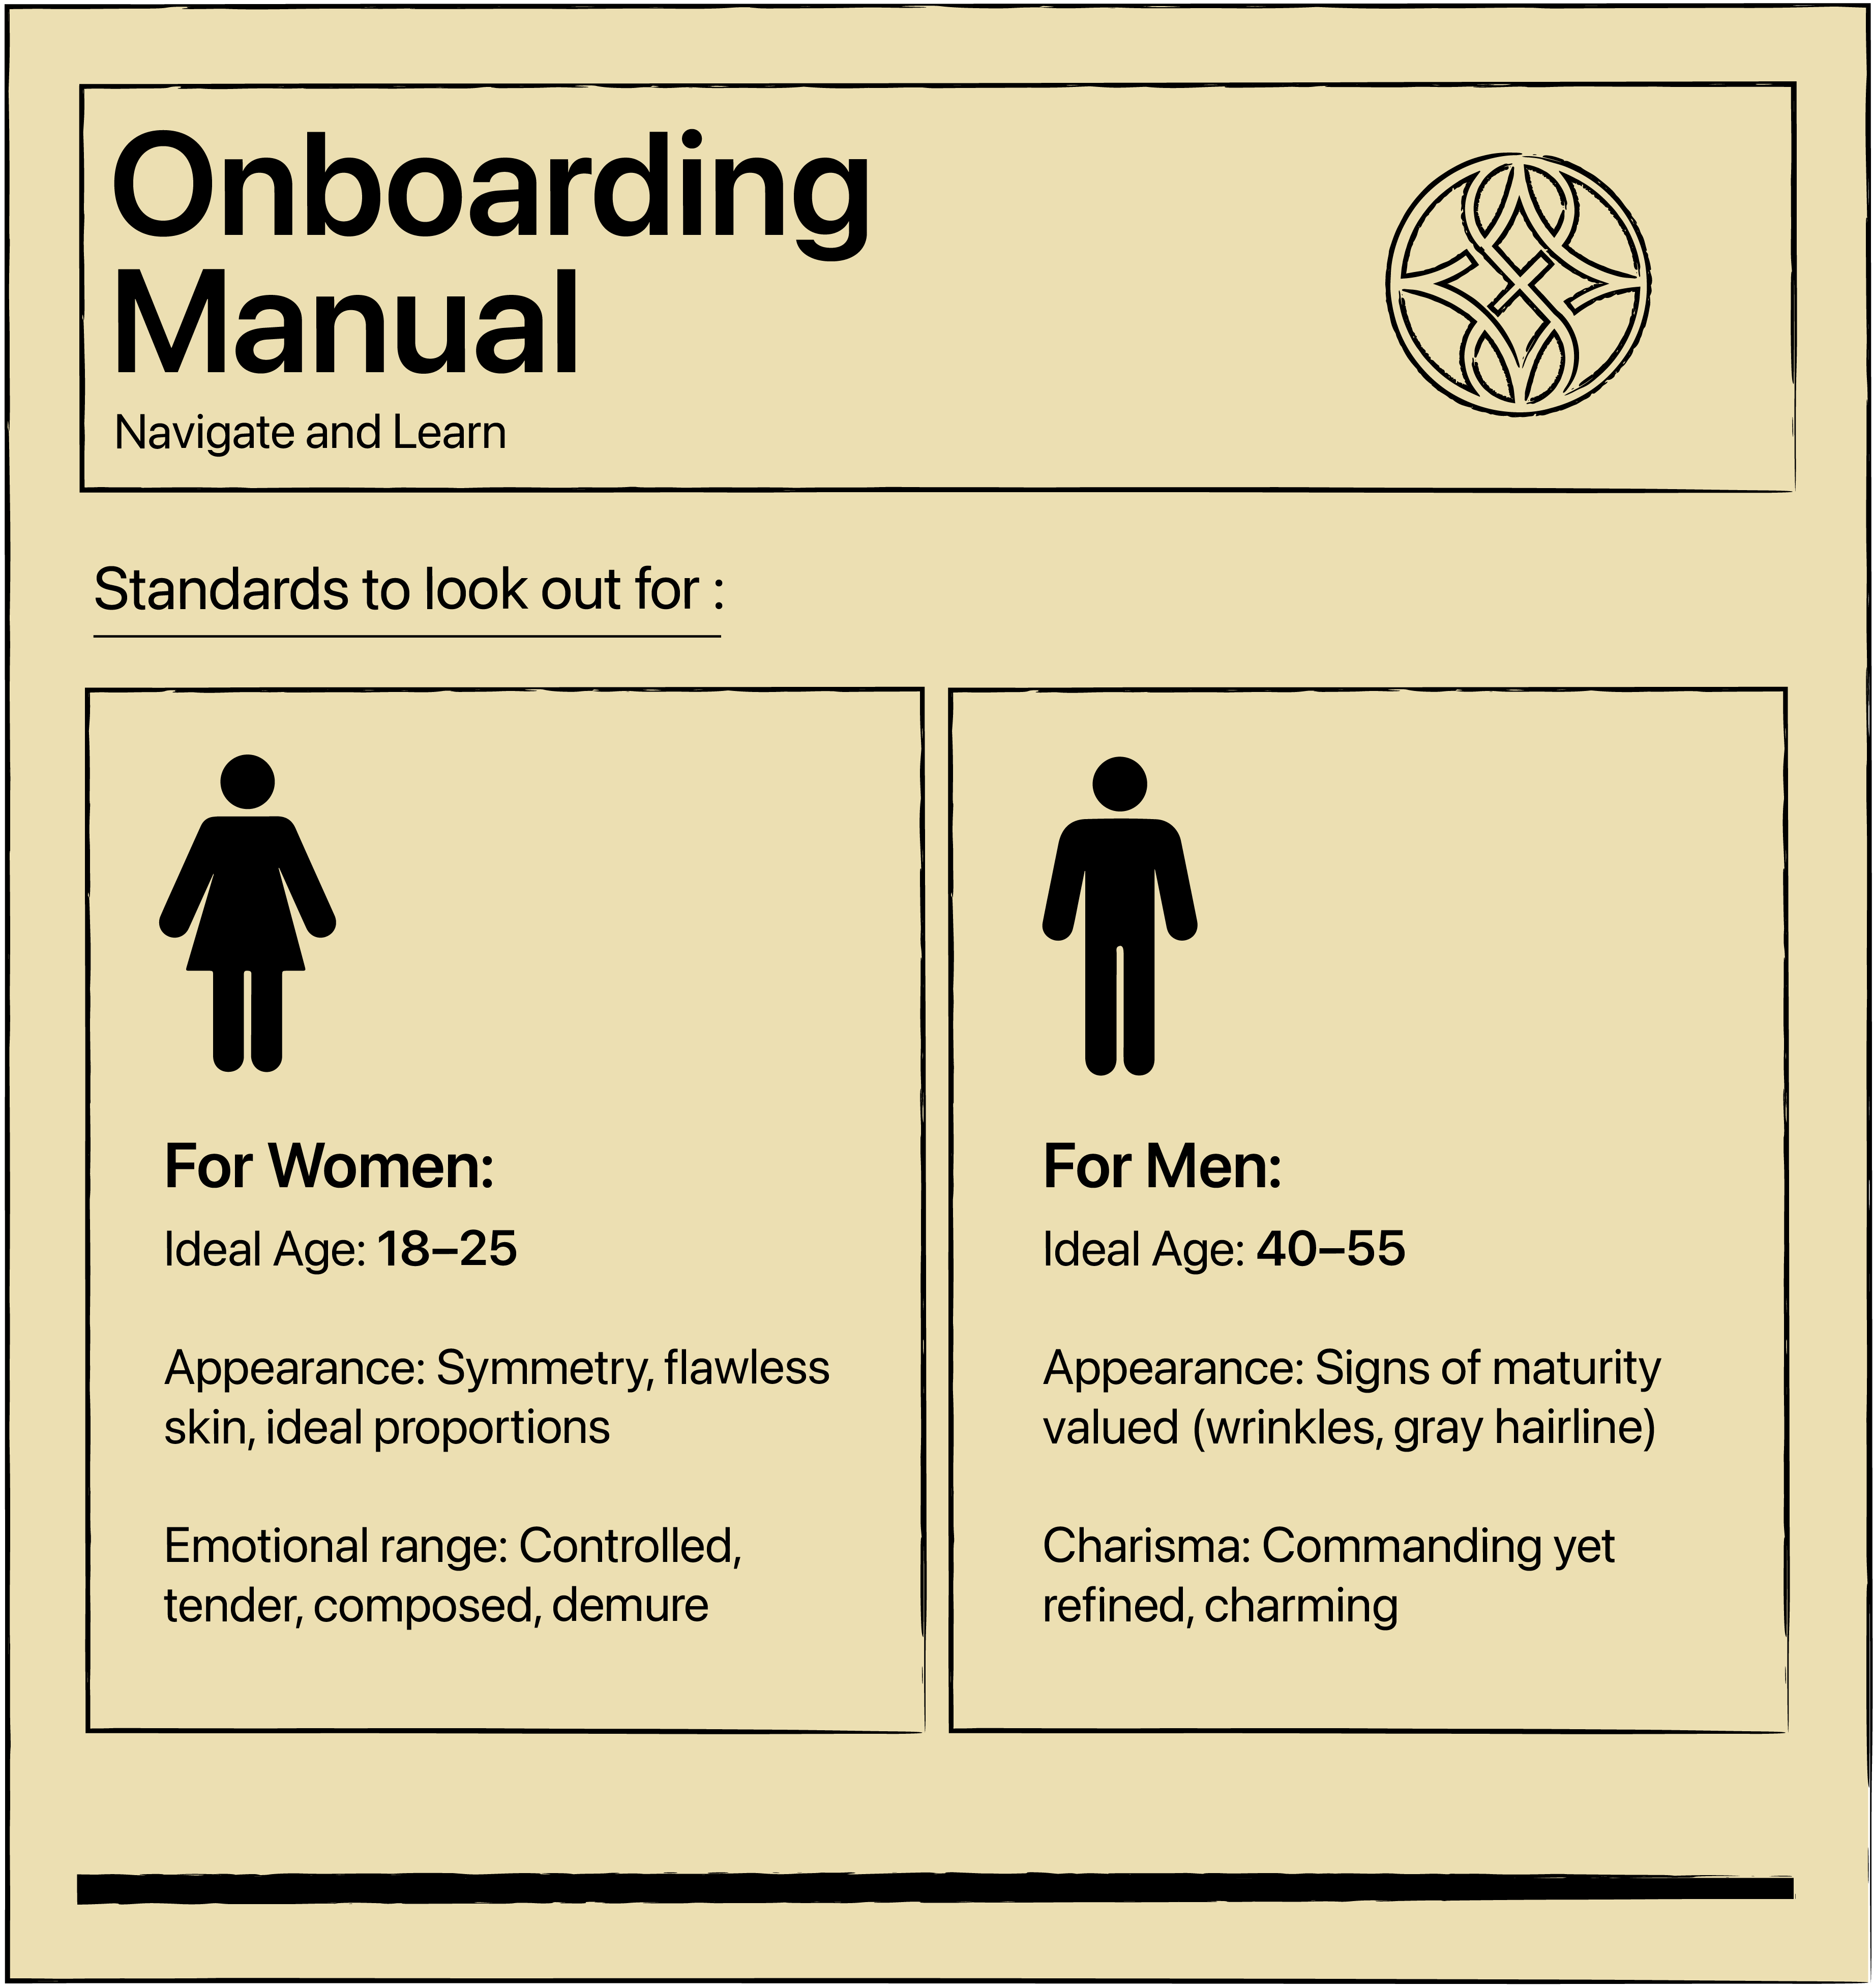 Onboarding
Manual
Navigate and Learn
Standards to look out for :
For Women:
Ideal Age: 18–25
Appearance: Symmetry, flawless
skin, ideal proportions
Emotional range: Controlled,
tender, composed, demure
For Men:
Ideal Age: 40–55
Appearance: Signs of maturity
valued (wrinkles, gray hairline)
Charisma: Commanding yet
refined, charming